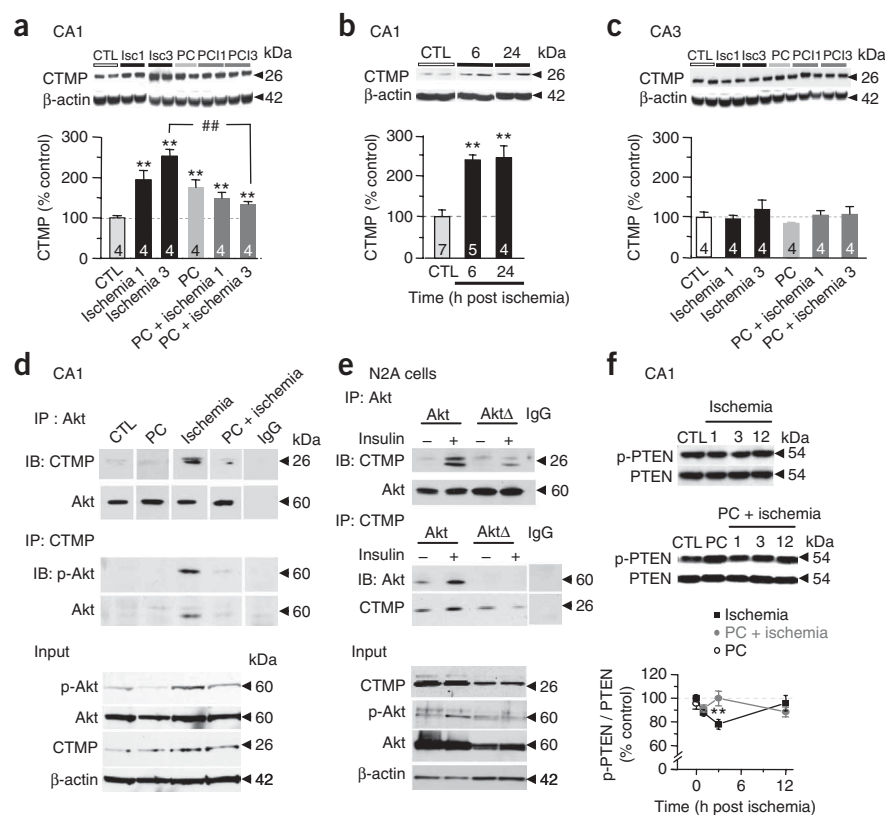 a CA1
CTL Isc1 Isc3 PC PCI1 PCI3 kDa
CTMP 26
β-actin 42
##
300
200
100
0
CTMP (% control)
** ** ** ** **
4 4 4 4 4 4
CTL Ischemia 1 Ischemia 3 PC PC + ischemia 1 PC + ischemia 3
b CA1
CTL 6 24 kDa
CTMP 26
β-actin 42
300
200
100
0
CTMP (% control)
** **
7 5 4
CTL 6 24
Time (h post ischemia)
c CA3
CTL Isc1 Isc3 PC PCI1 PCI3 kDa
CTMP 26
β-actin 42
300
200
100
0
CTMP (% control)
4 4 4 4 4 4
CTL Ischemia 1 Ischemia 3 PC PC + ischemia 1 PC + ischemia 3
d CA1
IP : Akt
CTL PC Ischemia PC + ischemia IgG kDa
IB: CTMP 26
Akt 60
IP: CTMP
IB: p-Akt 60
Akt 60
Input kDa
p-Akt 60
Akt 60
CTMP 26
β-actin 42
e N2A cells
IP: Akt
Akt AktΔ IgG
Insulin – + – +
IB: CTMP 26
Akt 60
IP: CTMP
Akt AktΔ IgG
Insulin – + – +
IB: Akt 60
CTMP 26
Input
CTMP 26
p-Akt 60
Akt 60
β-actin 42
f CA1
Ischemia
CTL 1 3 12 kDa
p-PTEN 54
PTEN 54
PC + ischemia
CTL PC 1 3 12 kDa
p-PTEN 54
PTEN 54
Ischemia
PC + ischemia
PC
120
100
80
60
0
p-PTEN / PTEN
(% control)
**
0 6 12
Time (h post ischemia)